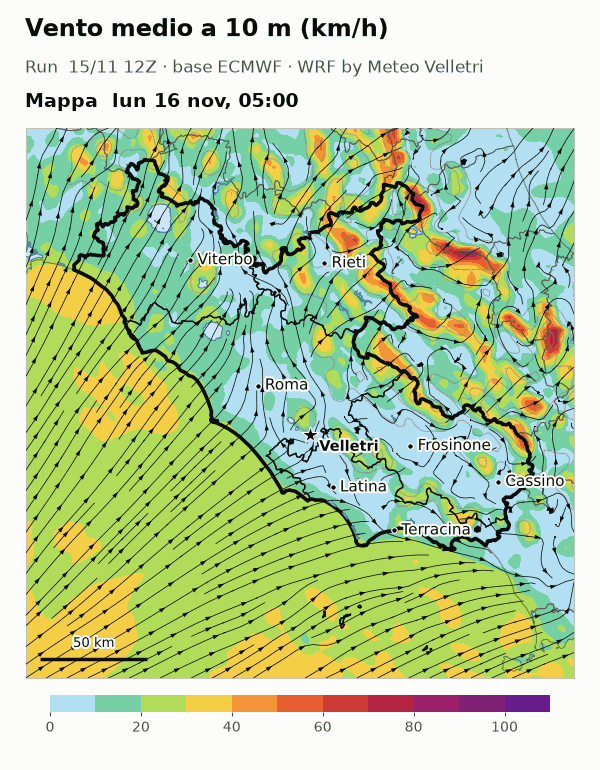 Vento medio a 10 m (km/h)
Run 15/11 12Z · base ECMWF · WRF by Meteo Velletri
Mappa lun 16 nov, 05:00
Viterbo
Rieti
Roma
Velletri
Frosinone
Latina
Cassino
Terracina
50 km
0 20 40 60 80 100